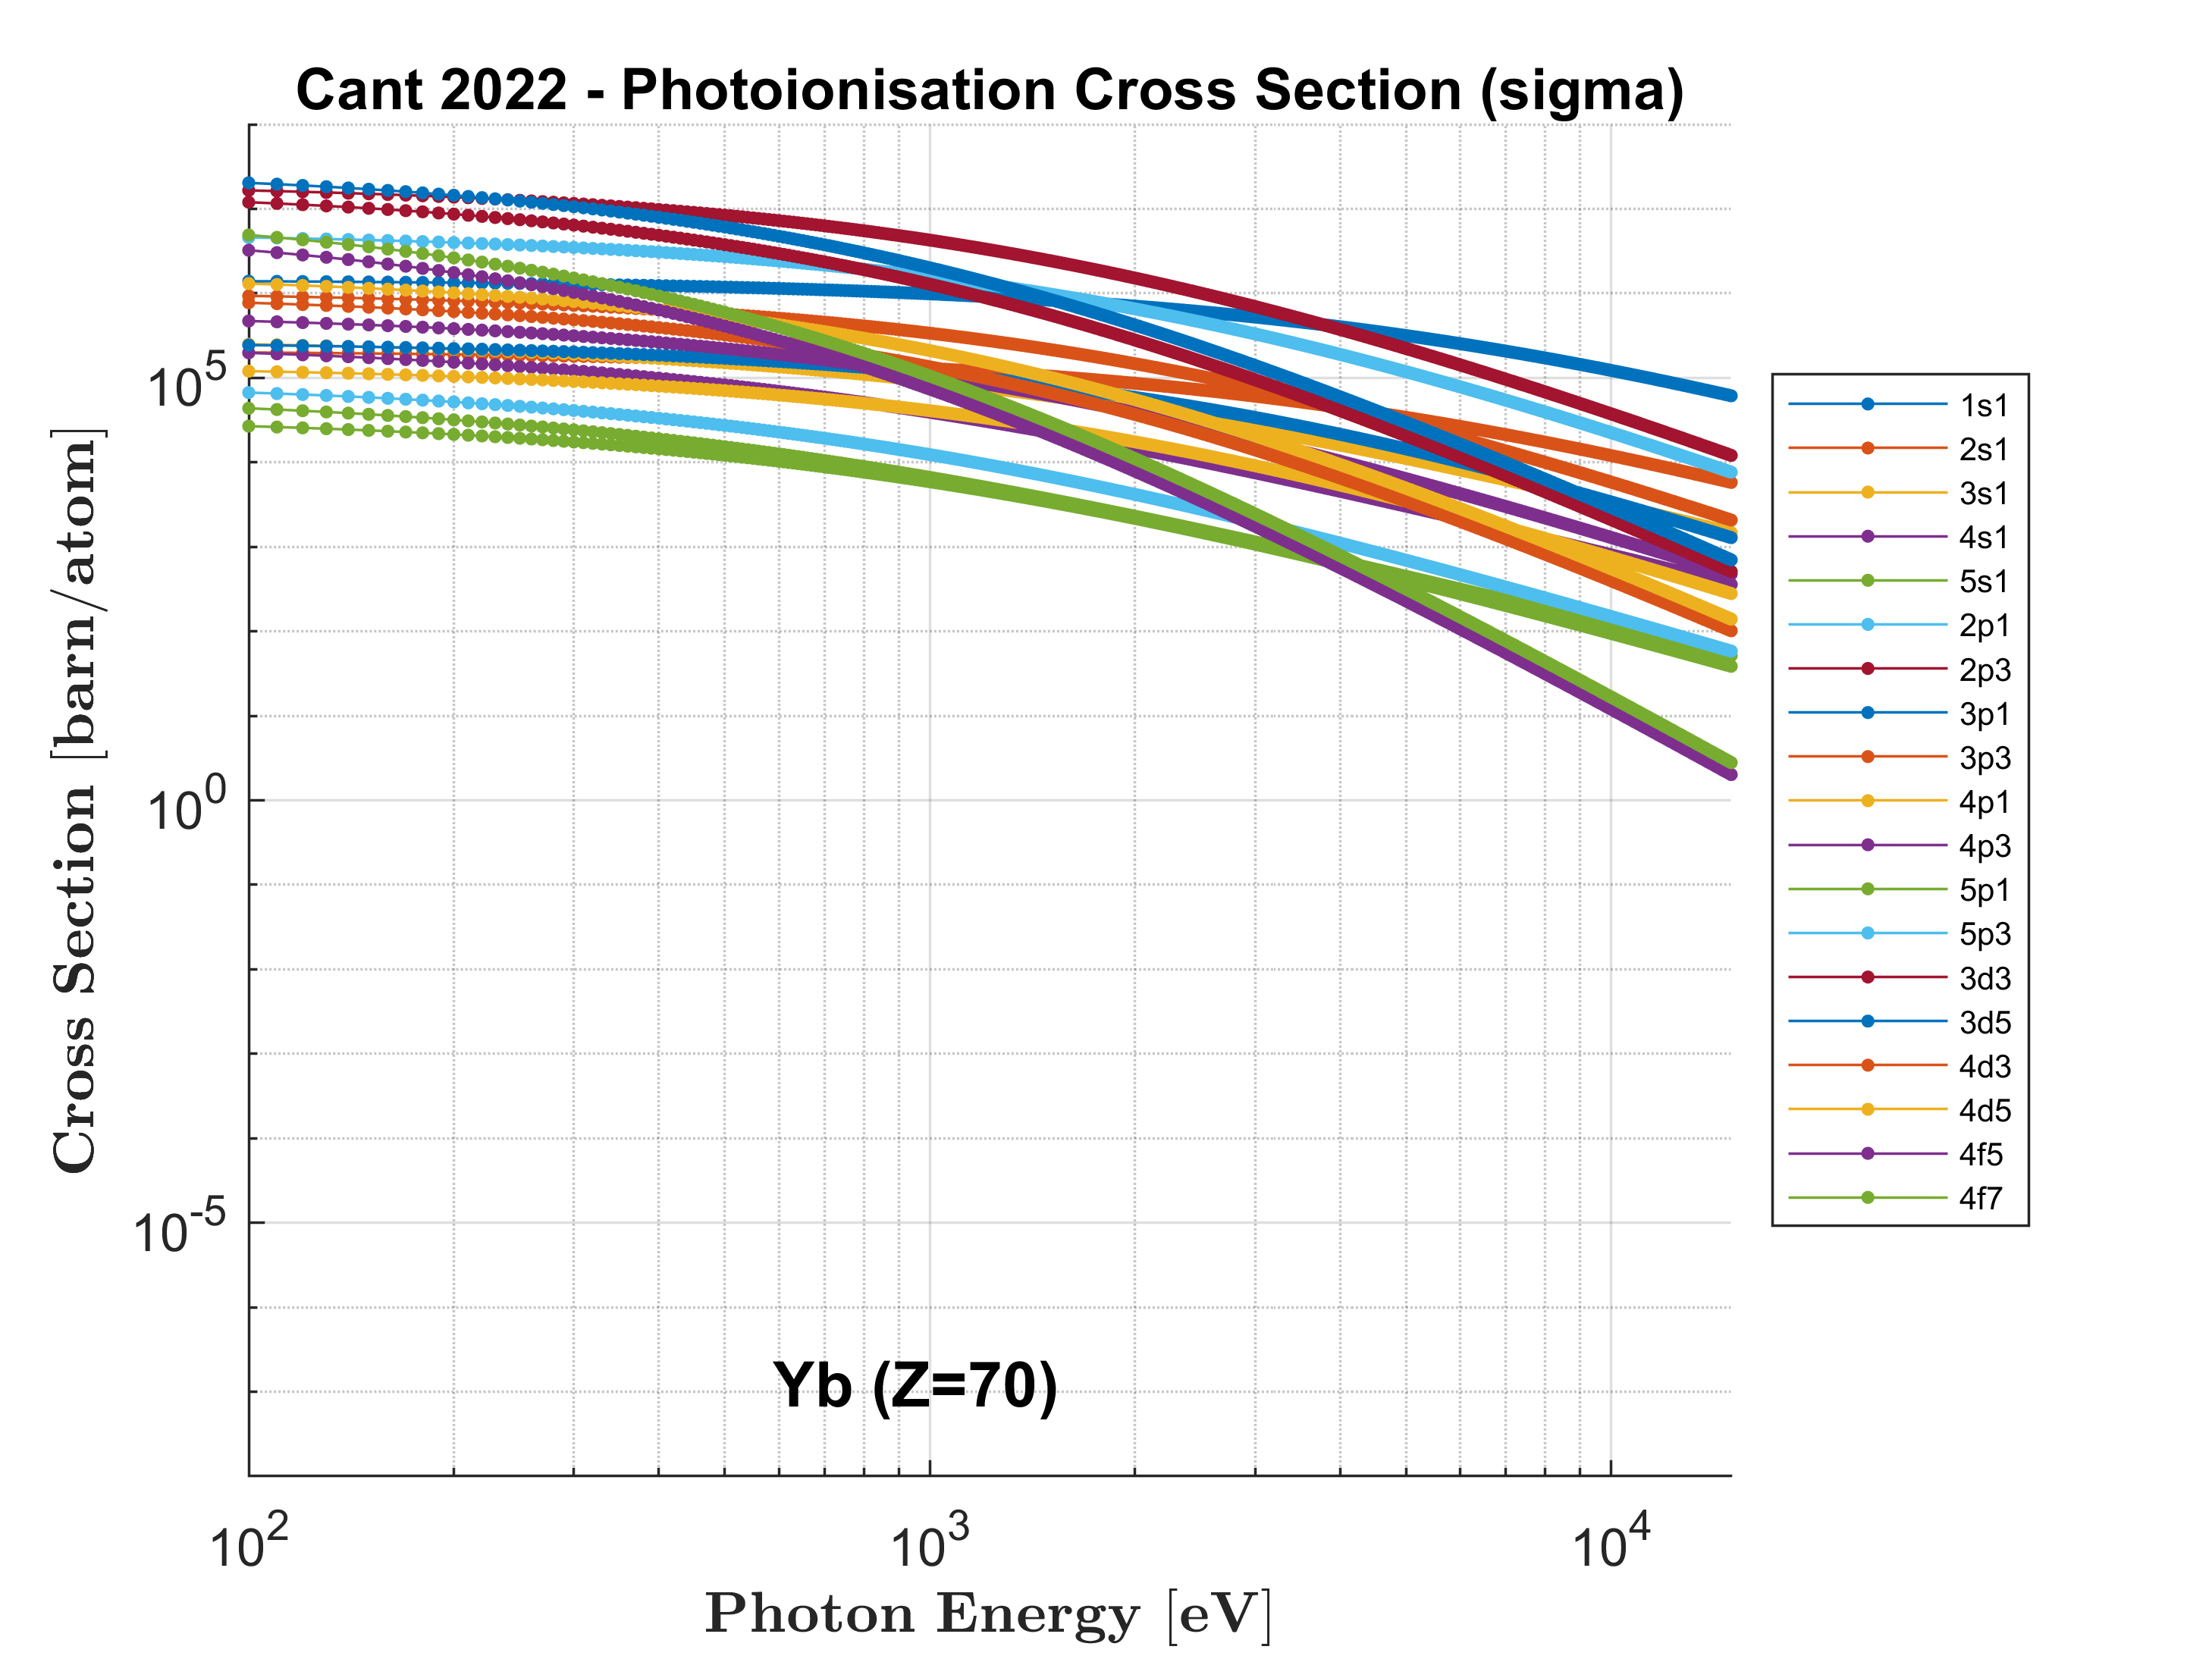 Cant 2022 - Photoionisation Cross Section (sigma)
Cross Section [barn/atom]
10^5
10^0
10^-5
10^2
10^3
10^4
Photon Energy [eV]
Yb (Z=70)
1s1
2s1
3s1
4s1
5s1
2p1
2p3
3p1
3p3
4p1
4p3
5p1
5p3
3d3
3d5
4d3
4d5
4f5
4f7